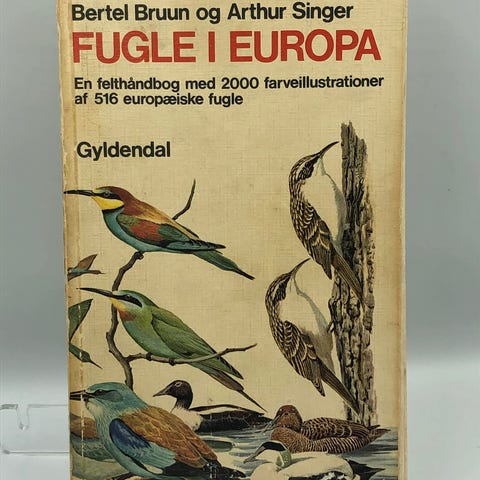 Bertel Bruun og Arthur Singer
FUGLE I EUROPA
En felthåndbog med 2000 farveillustrationer
af 516 europæiske fugle
Gyldendal